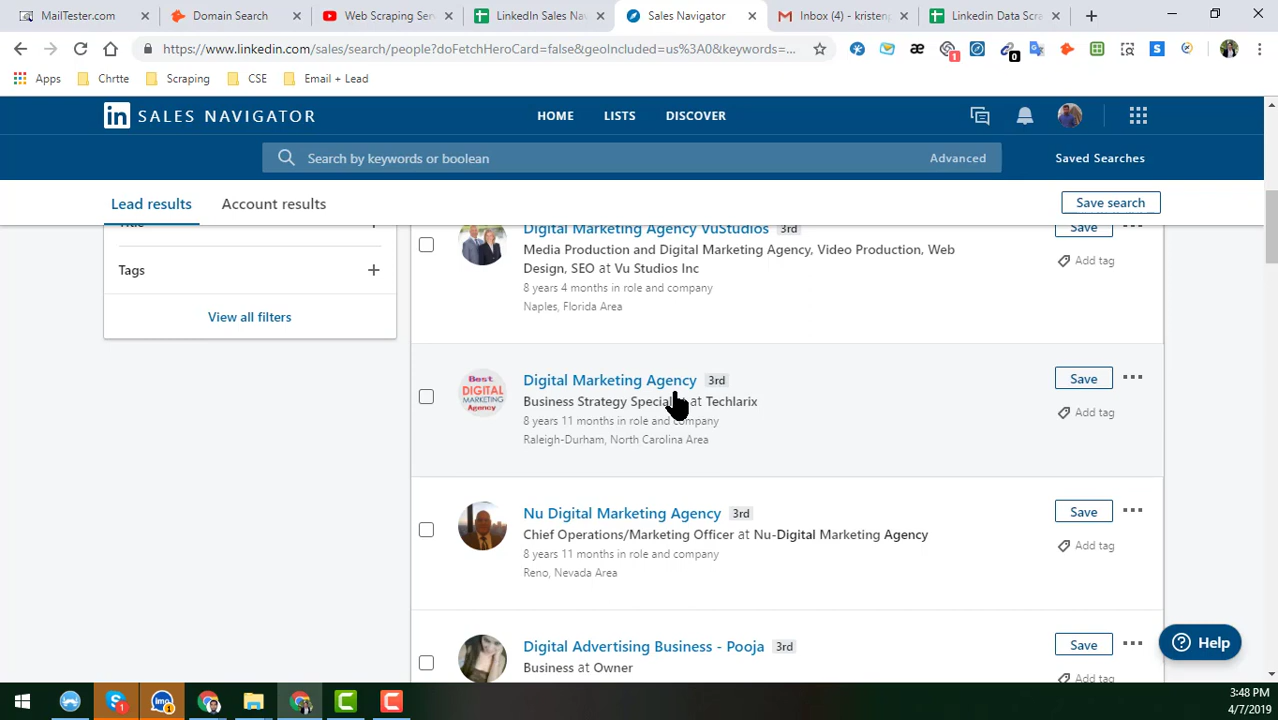 MailTester.com
Domain Search
Web Scraping Ser
LinkedIn Sales Nav
Sales Navigator
Inbox (4) - kristenp
Linkedin Data Scra
https://www.linkedin.com/sales/search/people?doFetchHeroCard=false&geoIncluded=us%3A0&keywords=...
Apps
Chrtte
Scraping
CSE
Email + Lead
in SALES NAVIGATOR
HOME
LISTS
DISCOVER
Search by keywords or boolean
Advanced
Saved Searches
Lead results
Account results
Save search
Tags
View all filters
Digital Marketing Agency VuStudios 3rd
Save
Media Production and Digital Marketing Agency, Video Production, Web
Design, SEO at Vu Studios Inc
Add tag
8 years 4 months in role and company
Naples, Florida Area
Best
DIGITAL
MARKETING
Agency
Digital Marketing Agency 3rd
Save
Business Strategy at Techlarix
Add tag
8 years 11 months in role and company
Raleigh-Durham, North Carolina Area
Nu Digital Marketing Agency 3rd
Save
Chief Operations/Marketing Officer at Nu-Digital Marketing Agency
Add tag
8 years 11 months in role and company
Reno, Nevada Area
Digital Advertising Business - Pooja 3rd
Save
Business at Owner
Add tag
Help
3:48 PM
4/7/2019